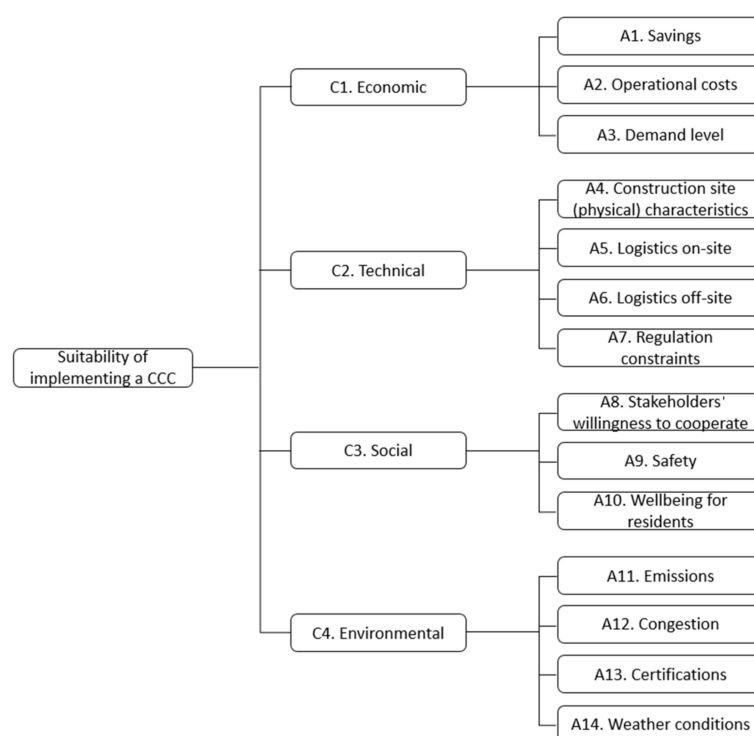 A1. Savings
C1. Economic
A2. Operational costs
A3. Demand level
A4. Construction site
(physical) characteristics
A5. Logistics on-site
C2. Technical
A6. Logistics off-site
A7. Regulation
constraints
Suitability of
implementing a CCC
A8. Stakeholders'
willingness to cooperate
C3. Social
A9. Safety
A10. Wellbeing for
residents
A11. Emissions
A12. Congestion
C4. Environmental
A13. Certifications
A14. Weather conditions